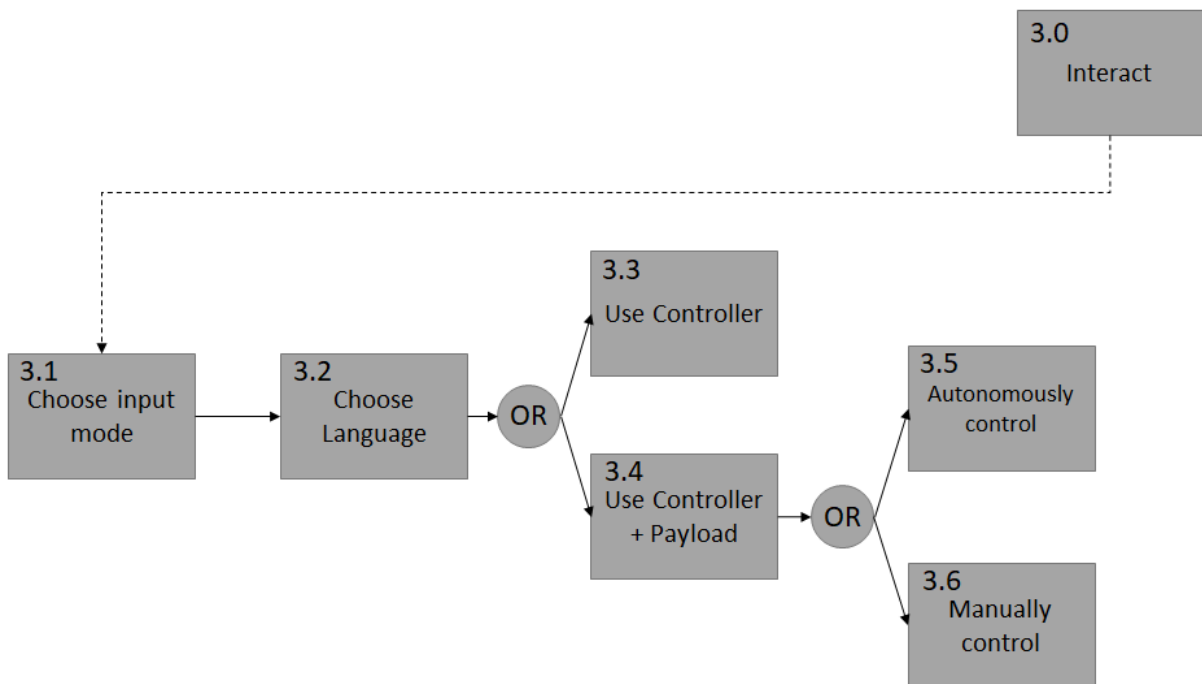 3.0
Interact
3.3
Use Controller
3.1
Choose input
mode
3.2
Choose
Language
OR
3.4
Use Controller
+ Payload
OR
3.5
Autonomously
control
3.6
Manually
control